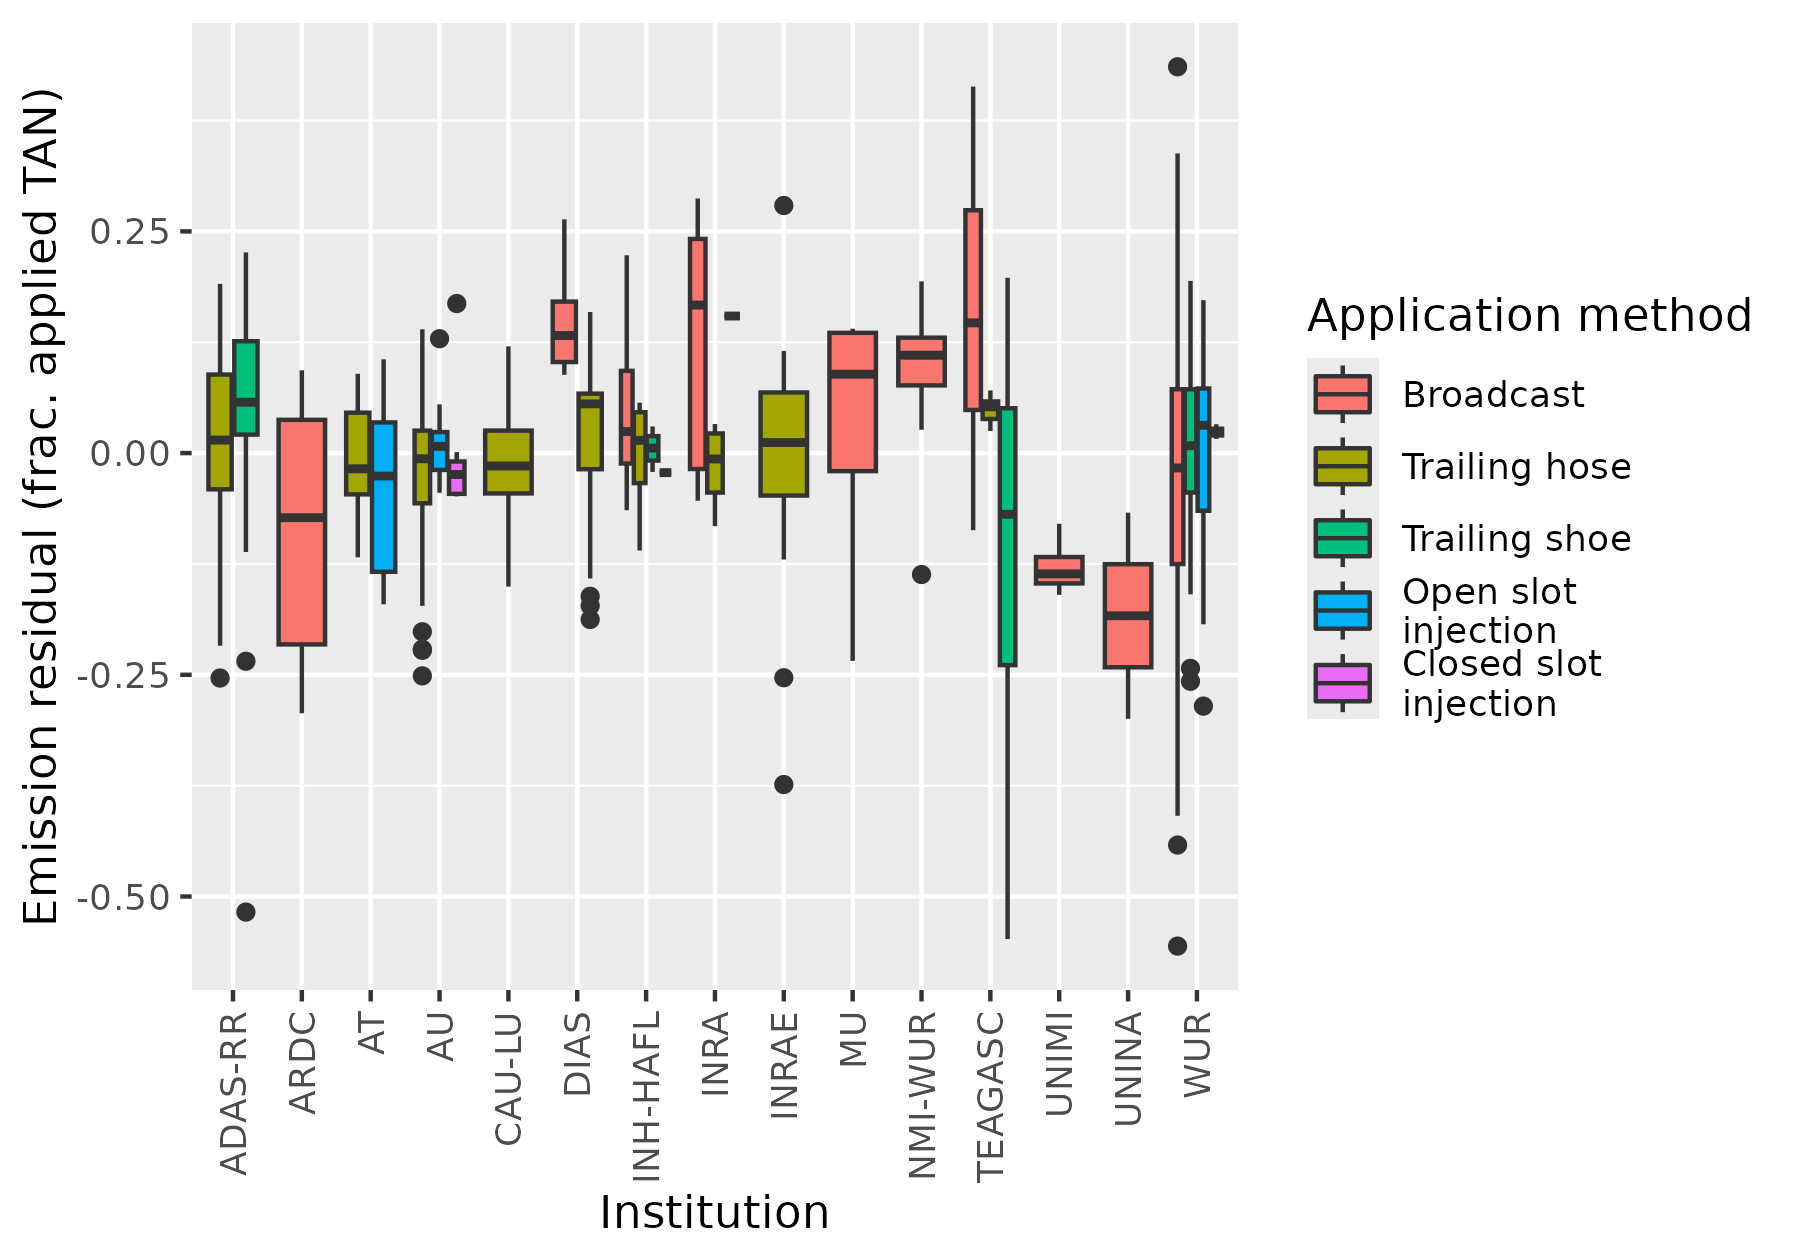 Emission residual (frac. applied TAN)
0.25
0.00
-0.25
-0.50
ADAS-RR
ARDC
AT
AU
CAU-LU
DIAS
INH-HAFL
INRA
INRAE
MU
NMI-WUR
TEAGASC
UNIMI
UNINA
WUR
Institution
Application method
Broadcast
Trailing hose
Trailing shoe
Open slot
injection
Closed slot
injection